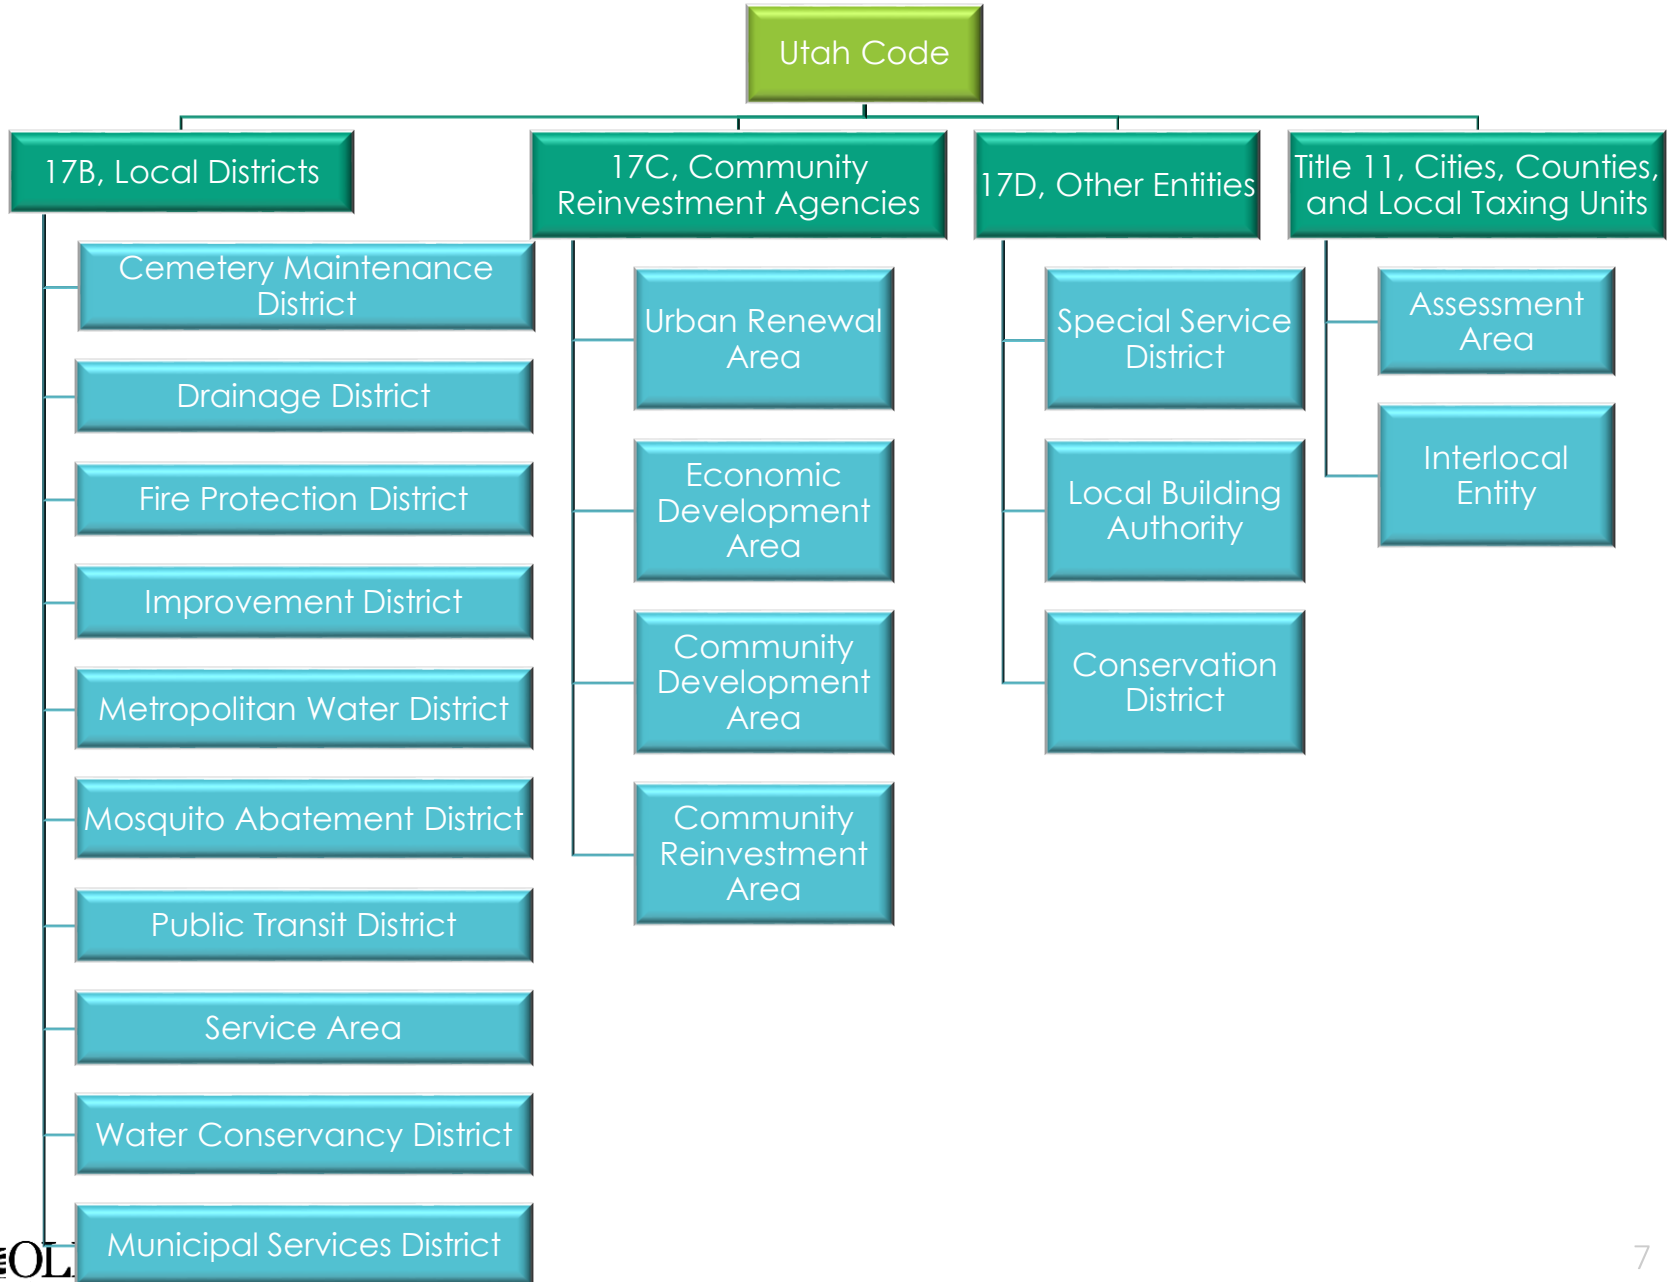 Utah Code
17B, Local Districts
Cemetery Maintenance
District
Drainage District
Fire Protection District
Improvement District
Metropolitan Water District
Mosquito Abatement District
Public Transit District
Service Area
Water Conservancy District
Municipal Services District
17C, Community
Reinvestment Agencies
Urban Renewal
Area
Economic
Development
Area
Community
Development
Area
Community
Reinvestment
Area
17D, Other Entities
Special Service
District
Local Building
Authority
Conservation
District
Title 11, Cities, Counties,
and Local Taxing Units
Assessment
Area
Interlocal
Entity
7